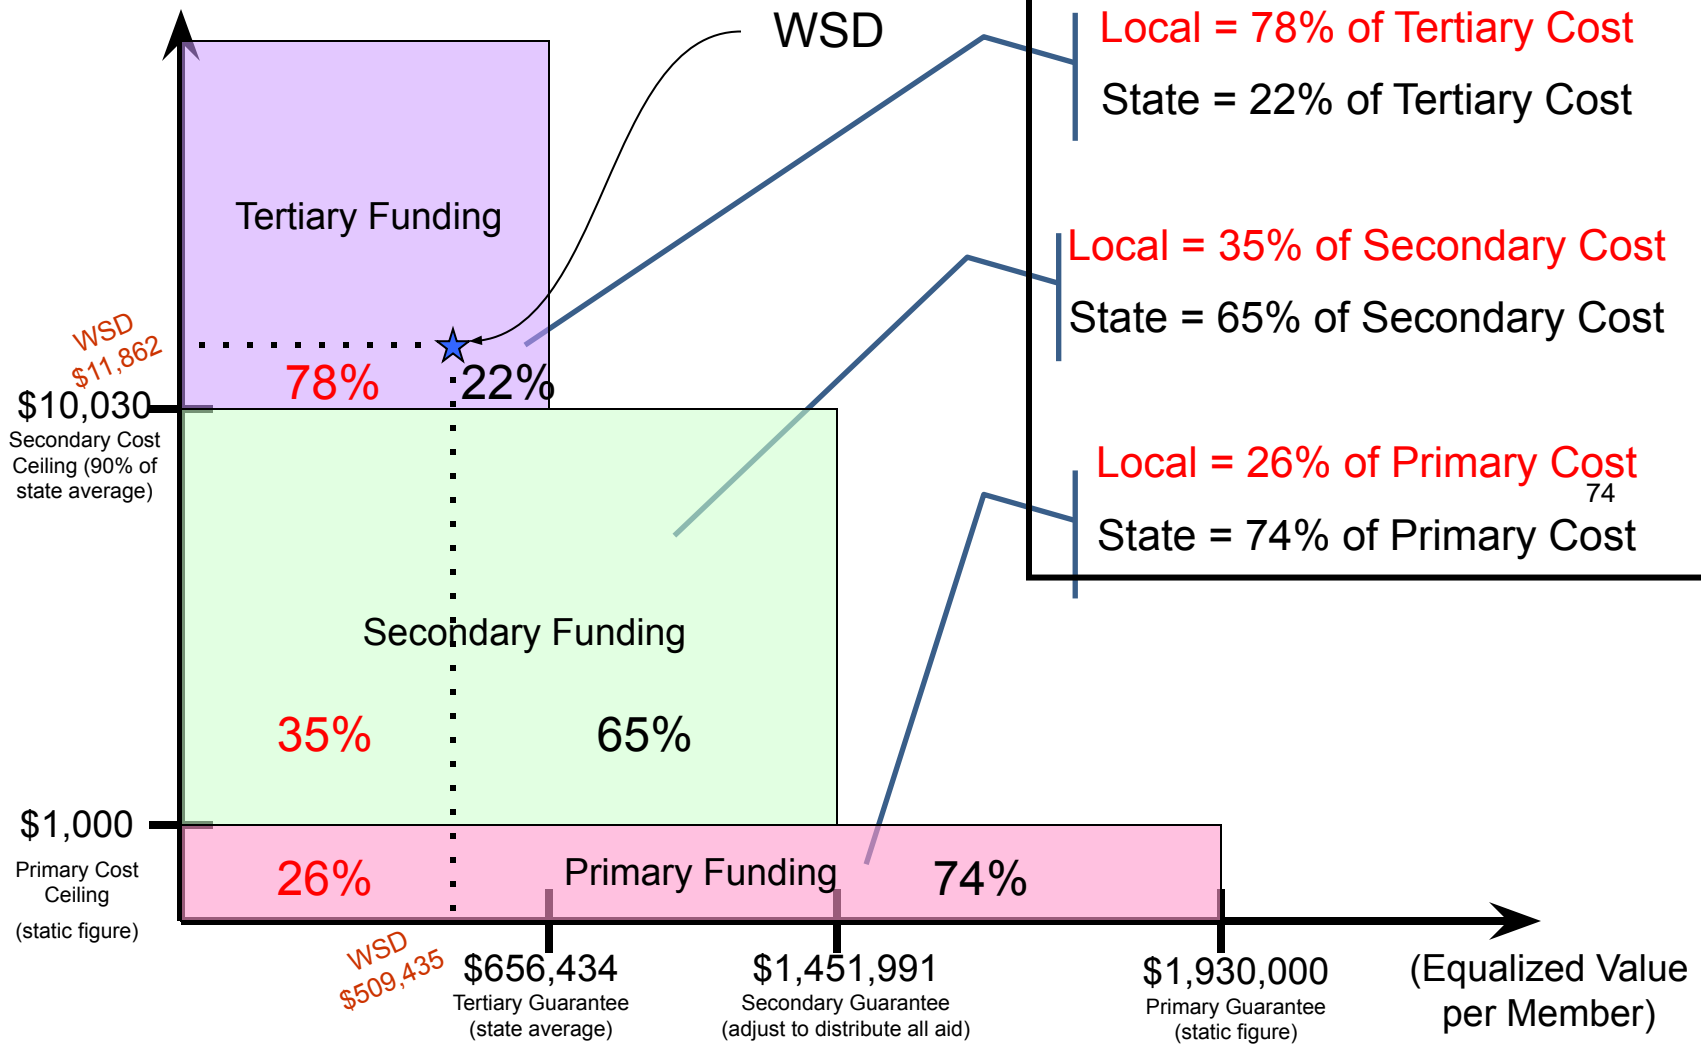 WSD
Local = 78% of Tertiary Cost
State = 22% of Tertiary Cost
Tertiary Funding
Local = 35% of Secondary Cost
State = 65% of Secondary Cost
WSD
$11,862
78%
22%
$10,030
Secondary Cost
Ceiling (90% of
state average)
Local = 26% of Primary Cost
74
State = 74% of Primary Cost
Secondary Funding
35%
65%
$1,000
Primary Cost
Ceiling
(static figure)
26%
Primary Funding
74%
WSD
$509,435
$656,434
Tertiary Guarantee
(state average)
$1,451,991
Secondary Guarantee
(adjust to distribute all aid)
$1,930,000
Primary Guarantee
(static figure)
(Equalized Value
per Member)